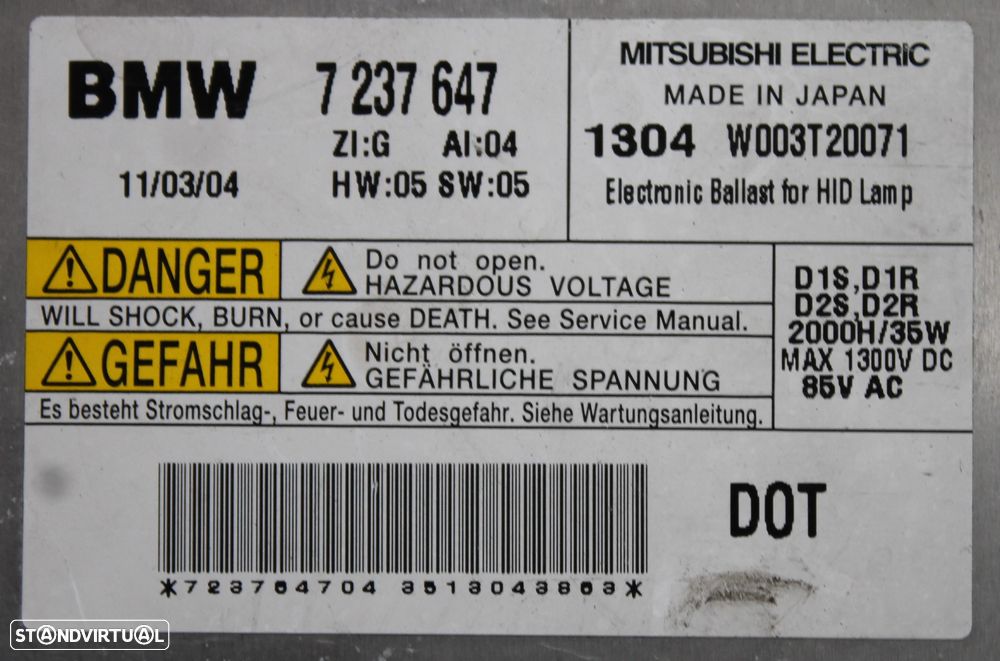 BMW 7 237 647
ZI:G AI:04
11/03/04 HW:05 SW:05
MITSUBISHI ELECTRIC
MADE IN JAPAN
1304 W003T20071
Electronic Ballast for HID Lamp
DANGER
Do not open.
HAZARDOUS VOLTAGE
WILL SHOCK, BURN, or cause DEATH. See Service Manual.
GEFAHR
Nicht öffnen.
GEFÄHRLICHE SPANNUNG
Es besteht Stromschlag-, Feuer- und Todesgefahr. Siehe Wartungsanleitung.
D1S,D1R
D2S,D2R
2000H/35W
MAX 1300V DC
85V AC
*723764704 3513043863*
DOT
STANDVIRTUAL